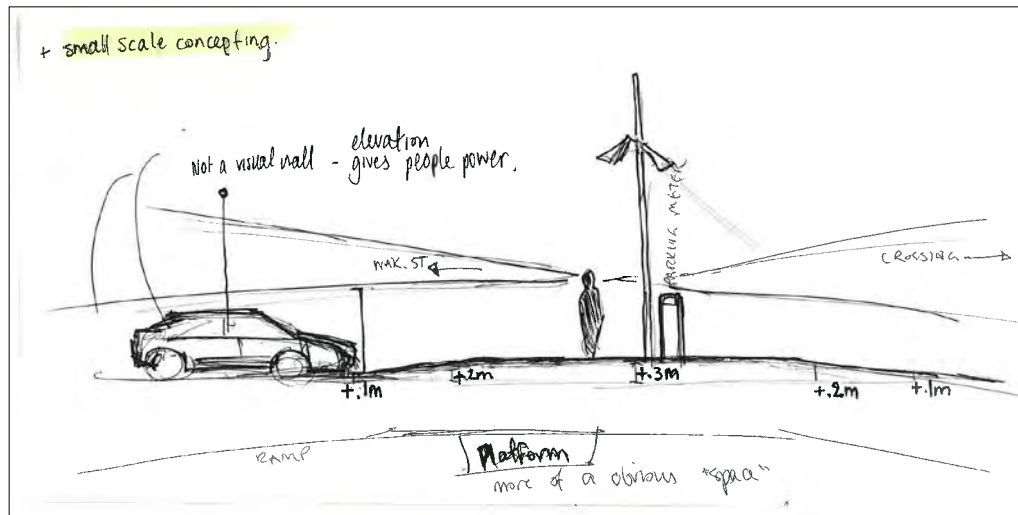 + small scale concepting.
elevation
Not a visual wall - gives people power.
PARKING METER
WAK. ST
CROSSING
+.1m
+.2m
+.3m
+.2m
+.1m
RAMP
Platform
more of a obvious "space"